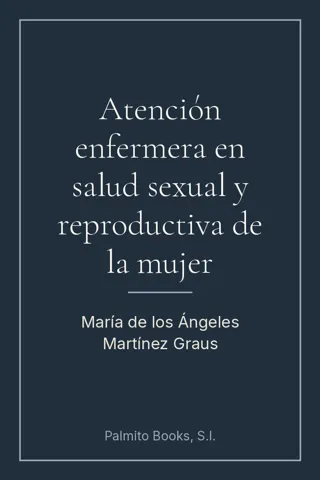 Atención
enfermera en
salud sexual y
reproductiva de
la mujer
María de los Ángeles
Martínez Graus
Palmito Books, S.l.